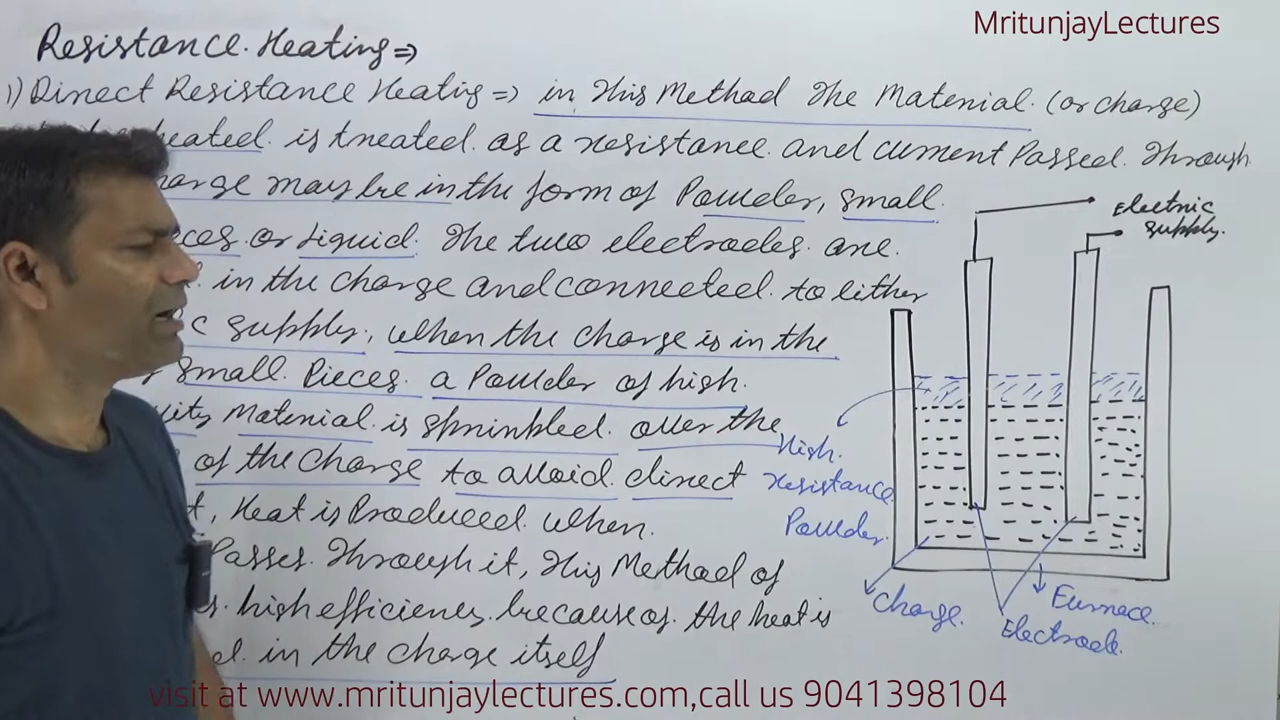 MritunjayLectures
Resistance Heating ⇒
1) Direct Resistance Heating ⇒ in this Method the Material (or charge)
heated is treated as a resistance and current Passed Through
may be in the form of Powder, Small
or Liquid. The two electrodes are
in the charge and connected to either
supply, when the charge is in the
Small Pieces a Powder of high
Material is sprinkled over the
of the charge to avoid direct
Heat is Produced when
Passes Through it, This Method of
high efficiency because of the heat is
in the charge itself
Electric
supply.
High
resistance
Powder
Charge
Furnace
Electrode
visit at www.mritunjaylectures.com,call us 9041398104